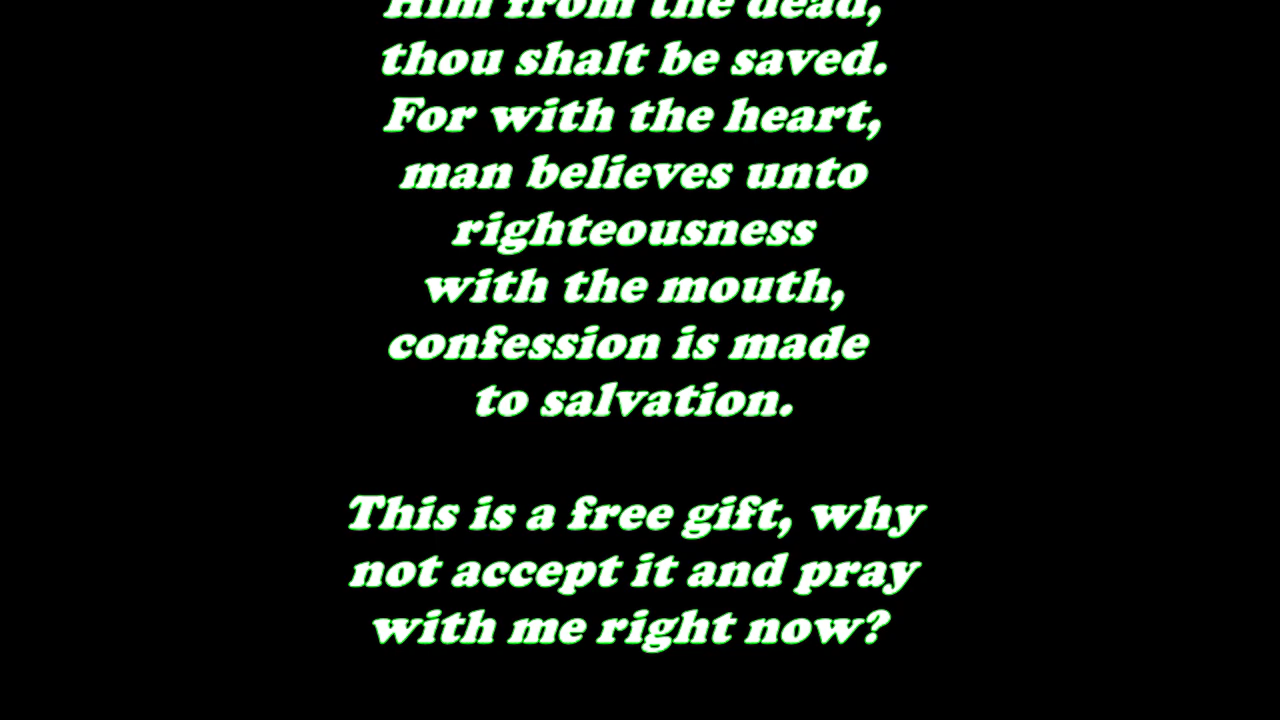 Him from the dead,
thou shalt be saved.
For with the heart,
man believes unto
righteousness
with the mouth,
confession is made
to salvation.
This is a free gift, why
not accept it and pray
with me right now?